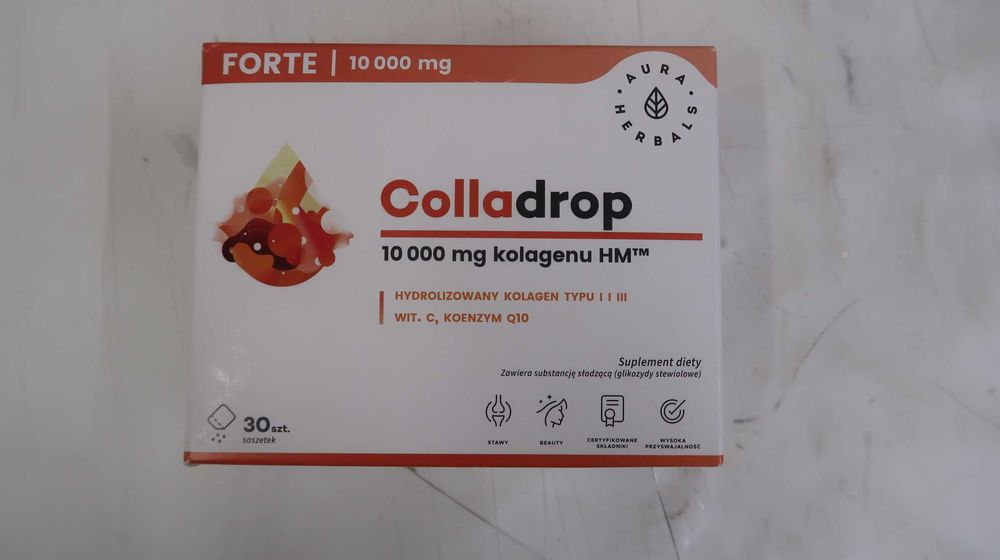 FORTE | 10 000 mg
AURA HERBALS
Colladrop
10 000 mg kolagenu HM™
HYDROLIZOWANY KOLAGEN TYPU I I III
WIT. C, KOENZYM Q10
Suplement diety
Zawiera substancję słodzącą (glikozydy stewiolowe)
30 szt.
saszetek
STAWY
BEAUTY
CERTYFIKOWANE
SKŁADNIKI
WYSOKA
PRZYSWAJALNOŚĆ